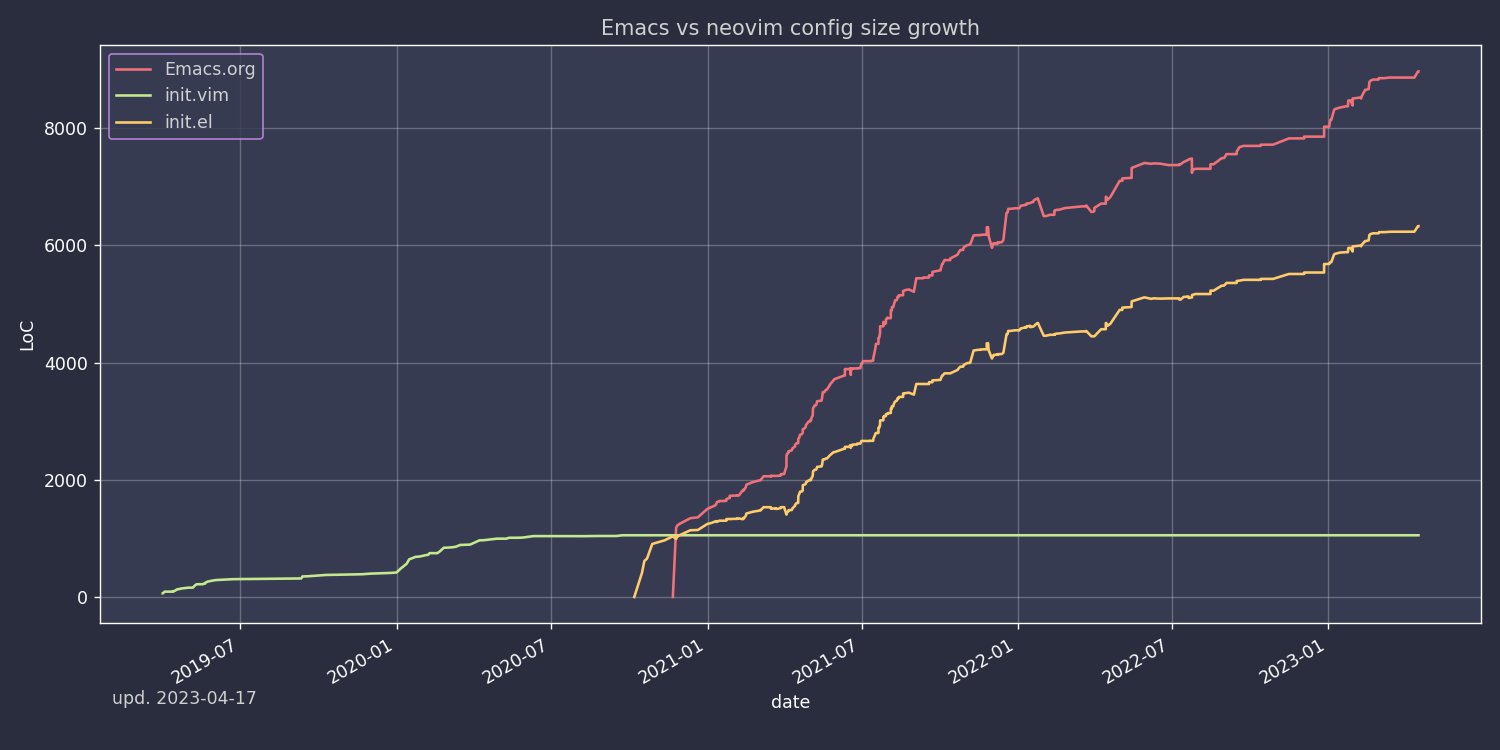 Emacs vs neovim config size growth
Emacs.org
init.vim
init.el
8000
6000
4000
2000
0
LoC
2019-07
2020-01
2020-07
2021-01
2021-07
2022-01
2022-07
2023-01
upd. 2023-04-17
date